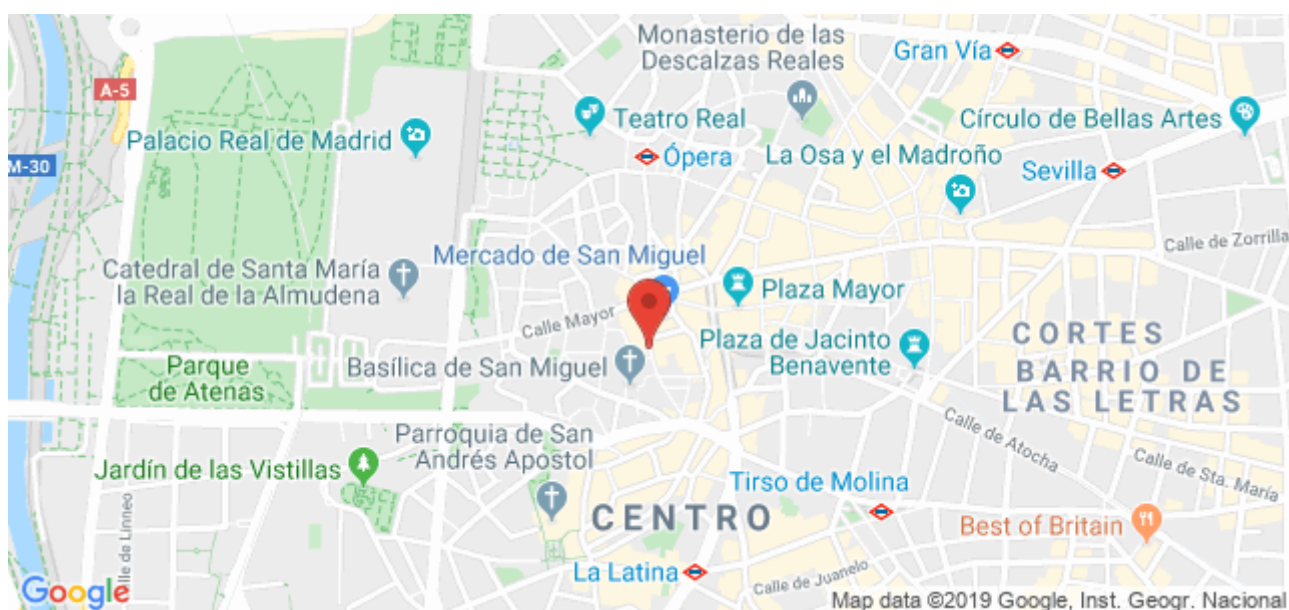 Monasterio de las
Descalzas Reales
Gran Vía
A-5
Teatro Real
Círculo de Bellas Artes
Palacio Real de Madrid
Ópera
La Osa y el Madroño
M-30
Sevilla
Calle de Zorrilla
Mercado de San Miguel
Catedral de Santa María
la Real de la Almudena
Plaza Mayor
Calle Mayor
Plaza de Jacinto
Benavente
CORTES
BARRIO DE
LAS LETRAS
Parque
de Atenas
Basílica de San Miguel
Calle de Atocha
Parroquia de San
Andrés Apostol
Jardín de las Vistillas
Calle de Sta. María
Tirso de Molina
CENTRO
Best of Britain
alle de Linneo
La Latina
Calle de Juanelo
Google
Map data ©2019 Google, Inst. Geogr. Nacional